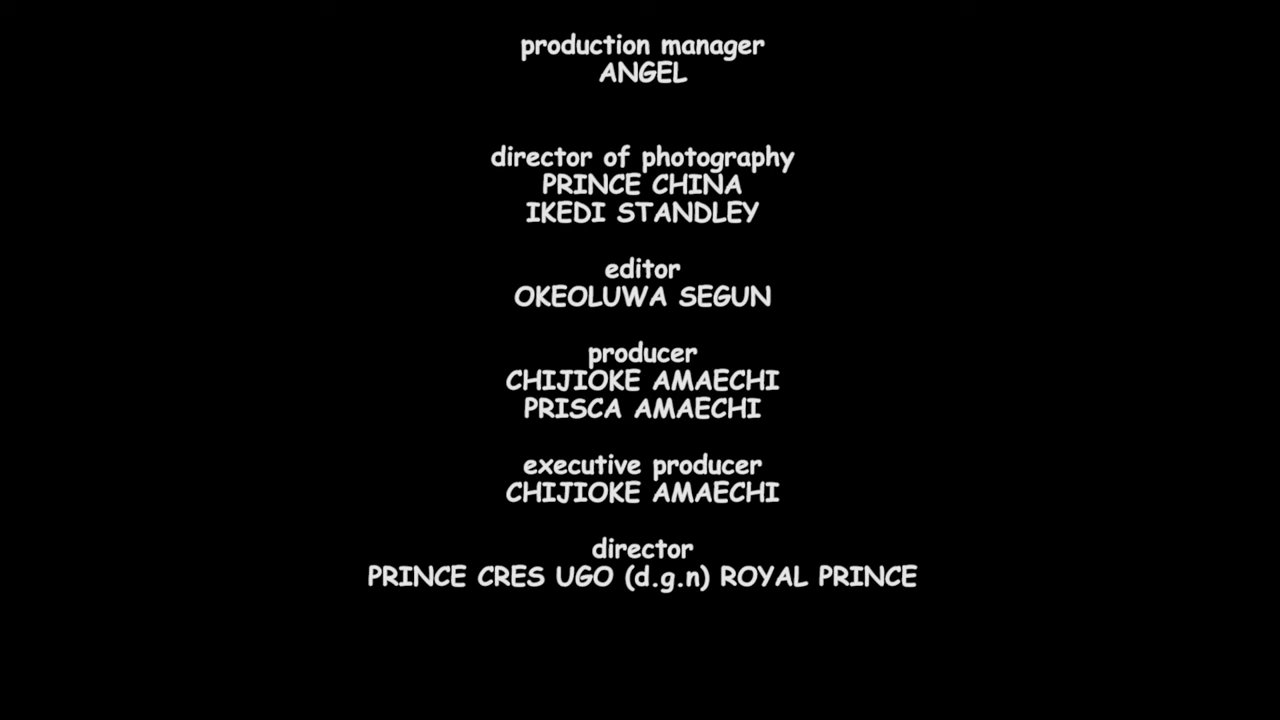 production manager
ANGEL
director of photography
PRINCE CHINA
IKEDI STANDLEY
editor
OKEOLUWA SEGUN
producer
CHIJIOKE AMAECHI
PRISCA AMAECHI
executive producer
CHIJIOKE AMAECHI
director
PRINCE CRES UGO (d.g.n) ROYAL PRINCE